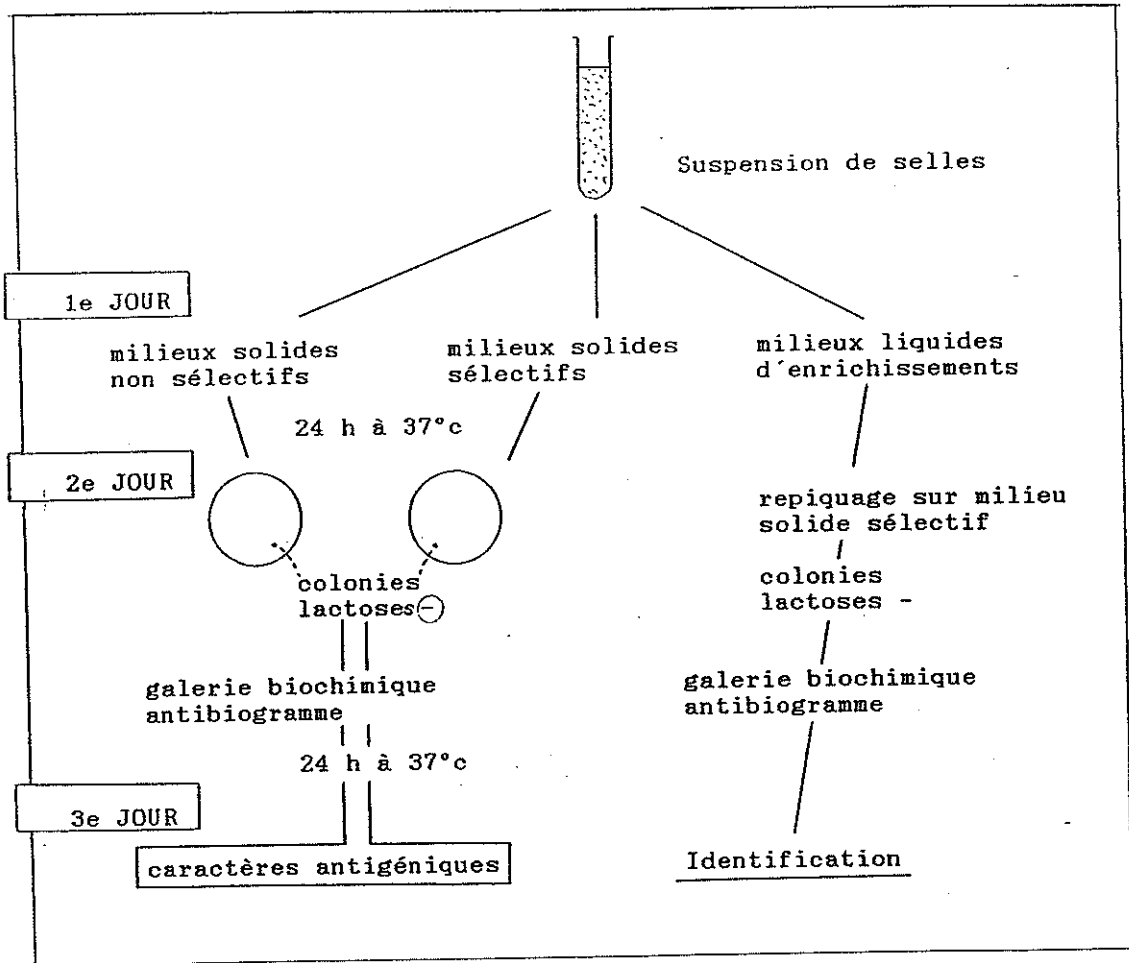 Suspension de selles
1e JOUR
milieux solides
non sélectifs
milieux solides
sélectifs
milieux liquides
d'enrichissements
24 h à 37°c
2e JOUR
repiquage sur milieu
solide sélectif
colonies
lactoses -
colonies
lactoses -
galerie biochimique
antibiogramme
galerie biochimique
antibiogramme
24 h à 37°c
3e JOUR
caractères antigéniques
Identification